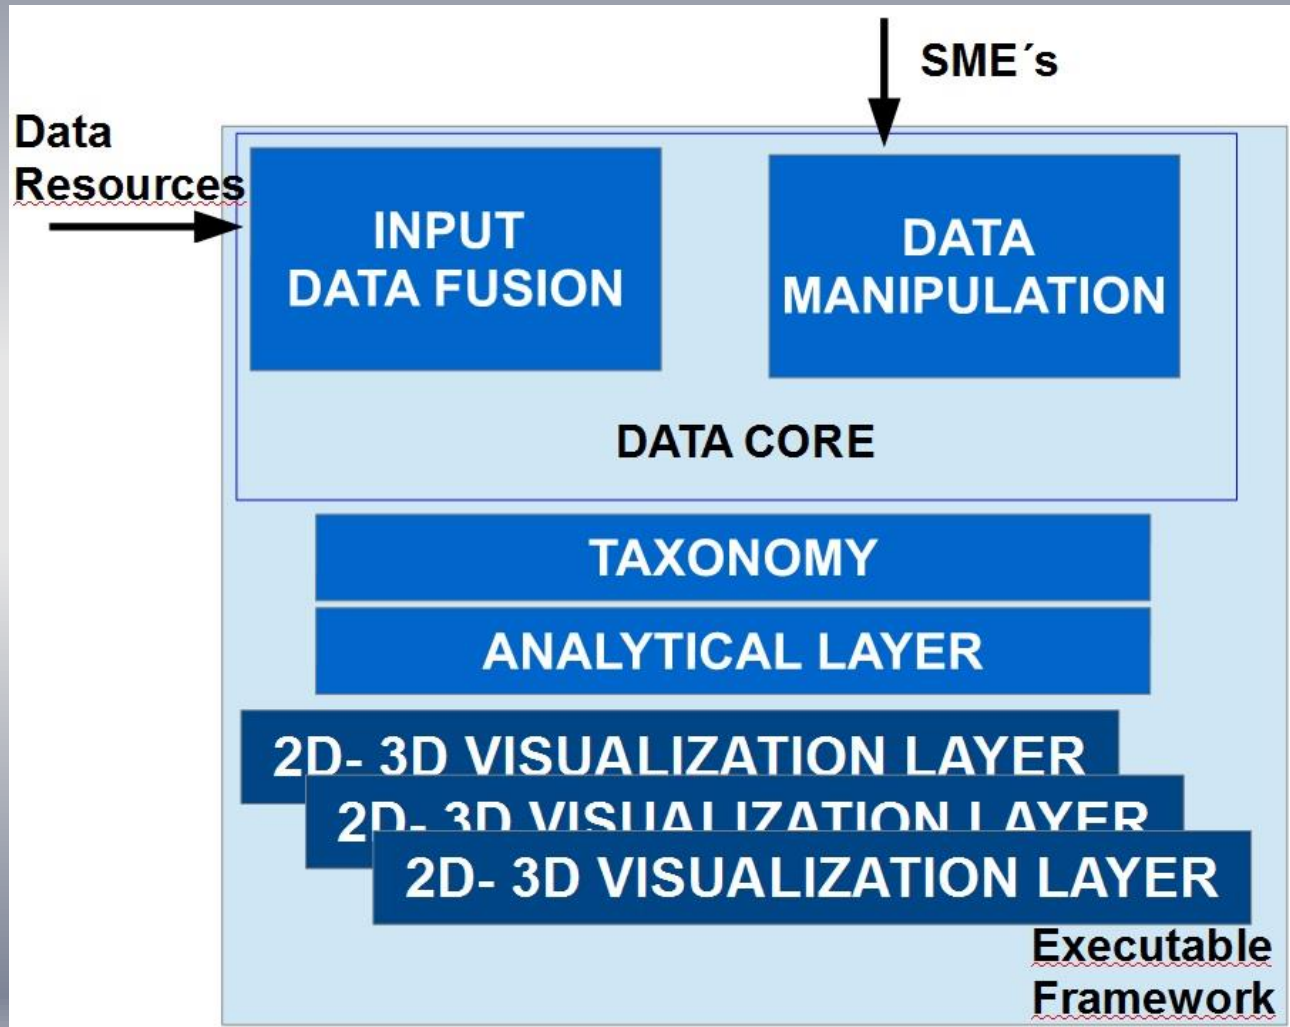 SME´s
Data
Resources
INPUT
DATA FUSION
DATA
MANIPULATION
DATA CORE
TAXONOMY
ANALYTICAL LAYER
2D- 3D VISUALIZATION LAYER
2D- 3D VISUALIZATION LAYER
2D- 3D VISUALIZATION LAYER
Executable
Framework